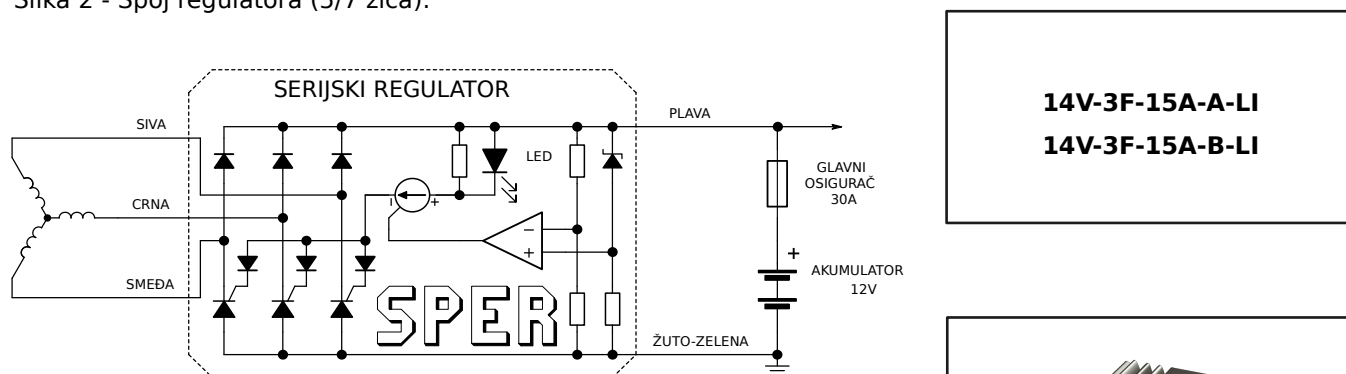 Slika 2 - Spoj regulatora (5/7 žica).
SERIJSKI REGULATOR
SIVA
CRNA
SMEĐA
LED
SPER
PLAVA
GLAVNI
OSIGURAČ
30A
AKUMULATOR
12V
ŽUTO-ZELENA
14V-3F-15A-A-LI
14V-3F-15A-B-LI